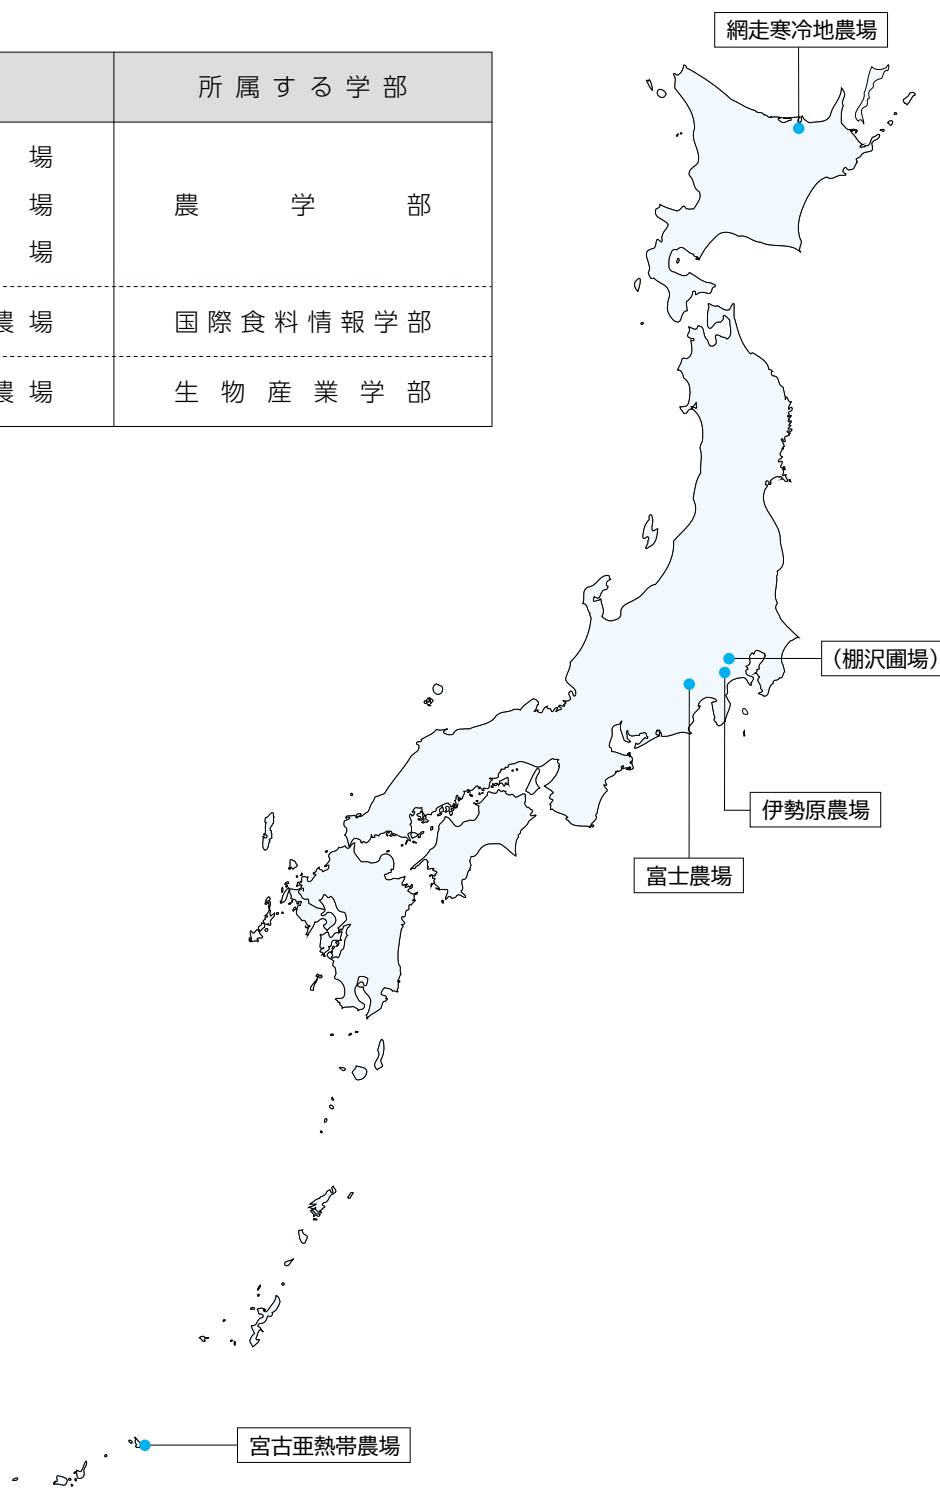 網走寒冷地農場
所属する学部
場
場 農学部
場
農場 国際食料情報学部
農場 生物産業学部
(棚沢圃場)
伊勢原農場
富士農場
宮古亜熱帯農場